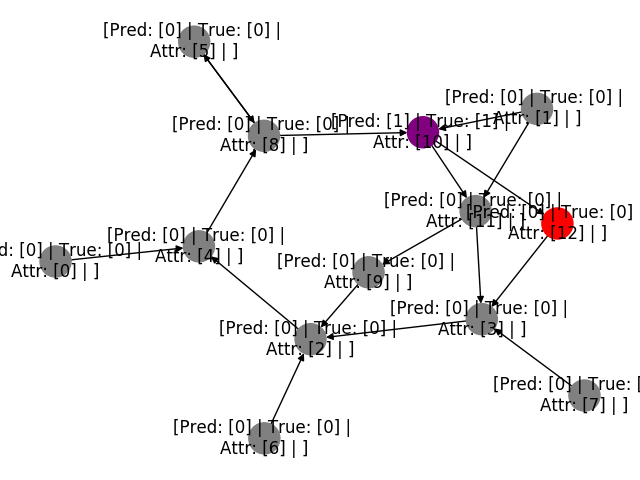 [Pred: [0] | True: [0] |
Attr: [5] | ]
[Pred: [0] | True: [0] |
Attr: [1] | ]
[Pred: [0] | True: [0] |
Attr: [8] | ]
[Pred: [1] | True: [1] |
Attr: [10] | ]
[Pred: [0] | True: [0] |
Attr: [11] | ]
[Pred: [0] | True: [0]
Attr: [12] | ]
[Pred: [0] | True: [0] |
Attr: [4] | ]
d: [0] | True: [0] |
Attr: [0] | ]
[Pred: [0] | True: [0] |
Attr: [9] | ]
[Pred: [0] | True: [0] |
Attr: [3] | ]
[Pred: [0] | True: [0] |
Attr: [2] | ]
[Pred: [0] | True: [
Attr: [7] | ]
[Pred: [0] | True: [0] |
Attr: [6] | ]